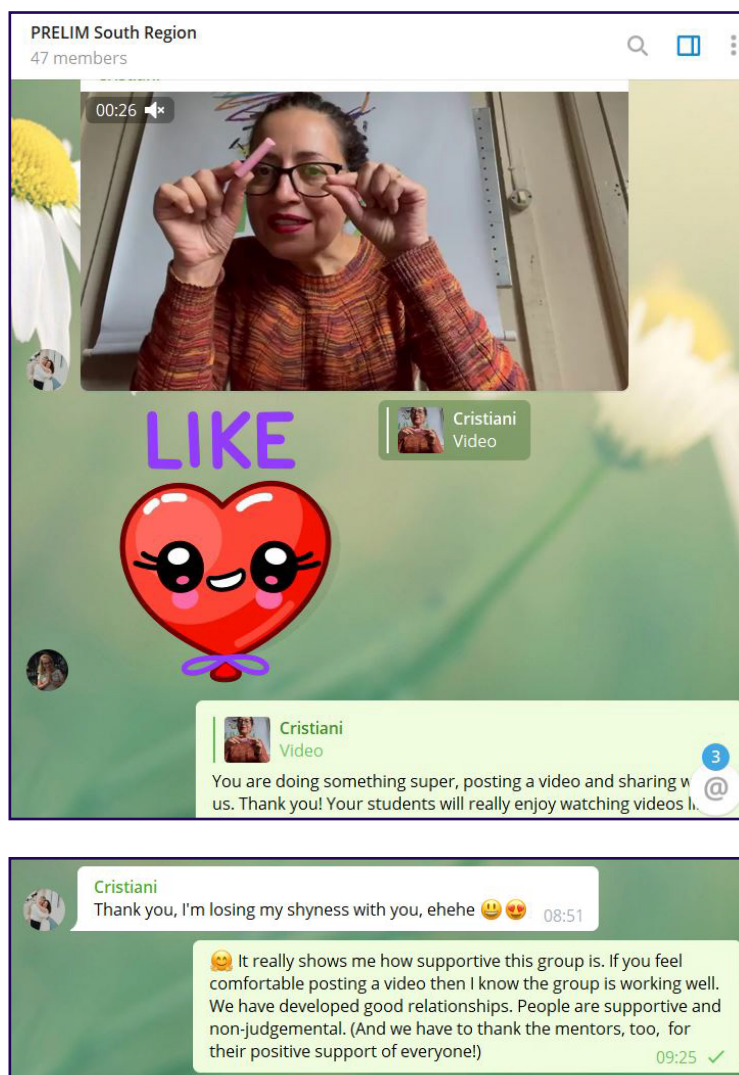 PRELIM South Region
47 members
00:26
LIKE
Cristiani
Video
Cristiani
Video
You are doing something super, posting a video and sharing
us. Thank you! Your students will really enjoy watching videos
3
@
Cristiani
Thank you, I'm losing my shyness with you, ehehe 😃😍 08:51
🤗 It really shows me how supportive this group is. If you feel
comfortable posting a video then I know the group is working well.
We have developed good relationships. People are supportive and
non-judgemental. (And we have to thank the mentors, too, for
their positive support of everyone!) 09:25